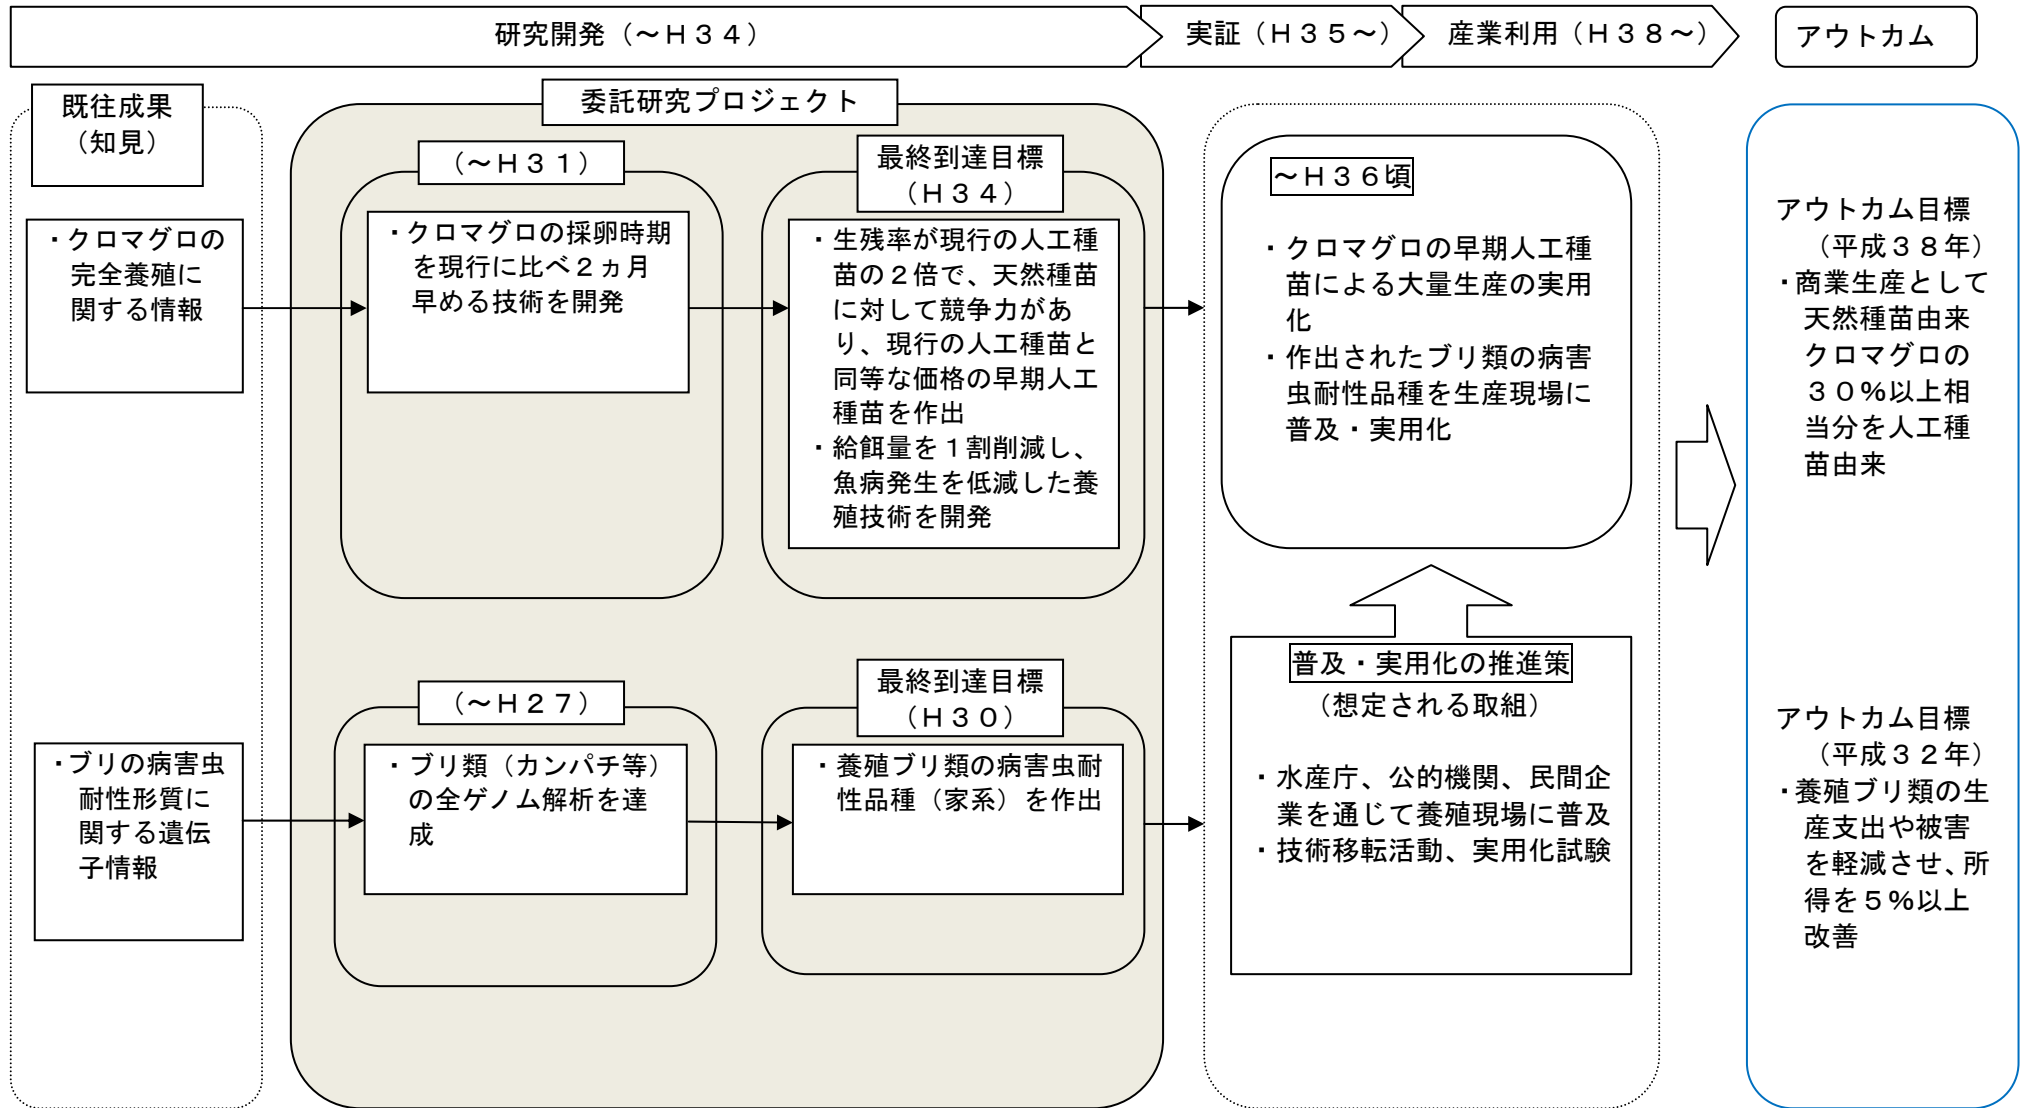 研究開発（～Ｈ３４）
実証（Ｈ３５～）
産業利用（Ｈ３８～）
アウトカム
既往成果
（知見）
・クロマグロの
完全養殖に
関する情報
・ブリの病害虫
耐性形質に
関する遺伝
子情報
委託研究プロジェクト
（～Ｈ３１）
・クロマグロの採卵時期
を現行に比べ２ヵ月
早める技術を開発
最終到達目標
（Ｈ３４）
・生残率が現行の人工種
苗の２倍で、天然種苗
に対して競争力があ
り、現行の人工種苗と
同等な価格の早期人工
種苗を作出
・給餌量を１割削減し、
魚病発生を低減した養
殖技術を開発
（～Ｈ２７）
・ブリ類（カンパチ等）
の全ゲノム解析を達
成
最終到達目標
（Ｈ３０）
・養殖ブリ類の病害虫耐
性品種（家系）を作出
～Ｈ３６頃
・クロマグロの早期人工種
苗による大量生産の実用
化
・作出されたブリ類の病害
虫耐性品種を生産現場に
普及・実用化
普及・実用化の推進策
（想定される取組）
・水産庁、公的機関、民間企
業を通じて養殖現場に普及
・技術移転活動、実用化試験
アウトカム目標
（平成３８年）
・商業生産として
天然種苗由来
クロマグロの
３０％以上相
当分を人工種
苗由来
アウトカム目標
（平成３２年）
・養殖ブリ類の生
産支出や被害
を軽減させ、所
得を５％以上
改善